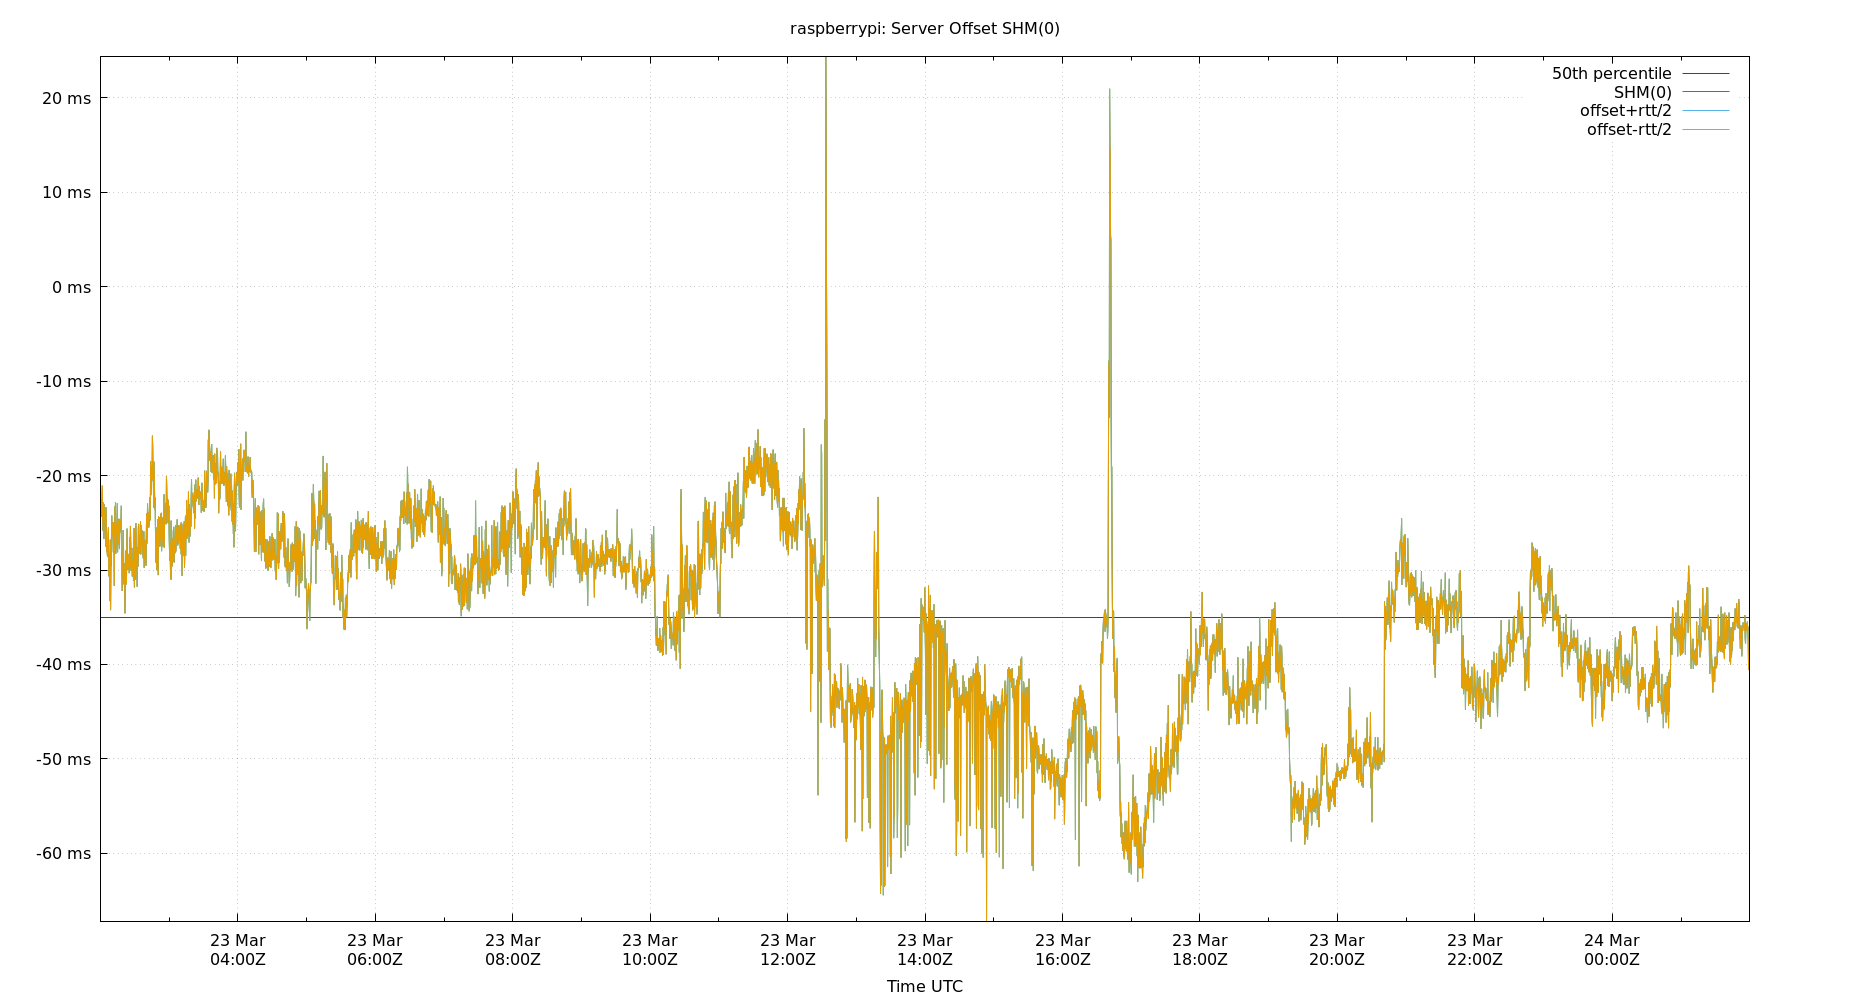 raspberrypi: Server Offset SHM(0)
50th percentile
SHM(0)
offset+rtt/2
offset-rtt/2
20 ms
10 ms
0 ms
-10 ms
-20 ms
-30 ms
-40 ms
-50 ms
-60 ms
23 Mar 23 Mar 23 Mar 23 Mar 23 Mar 23 Mar 23 Mar 23 Mar 23 Mar 23 Mar 24 Mar
04:00Z 06:00Z 08:00Z 10:00Z 12:00Z 14:00Z 16:00Z 18:00Z 20:00Z 22:00Z 00:00Z
Time UTC